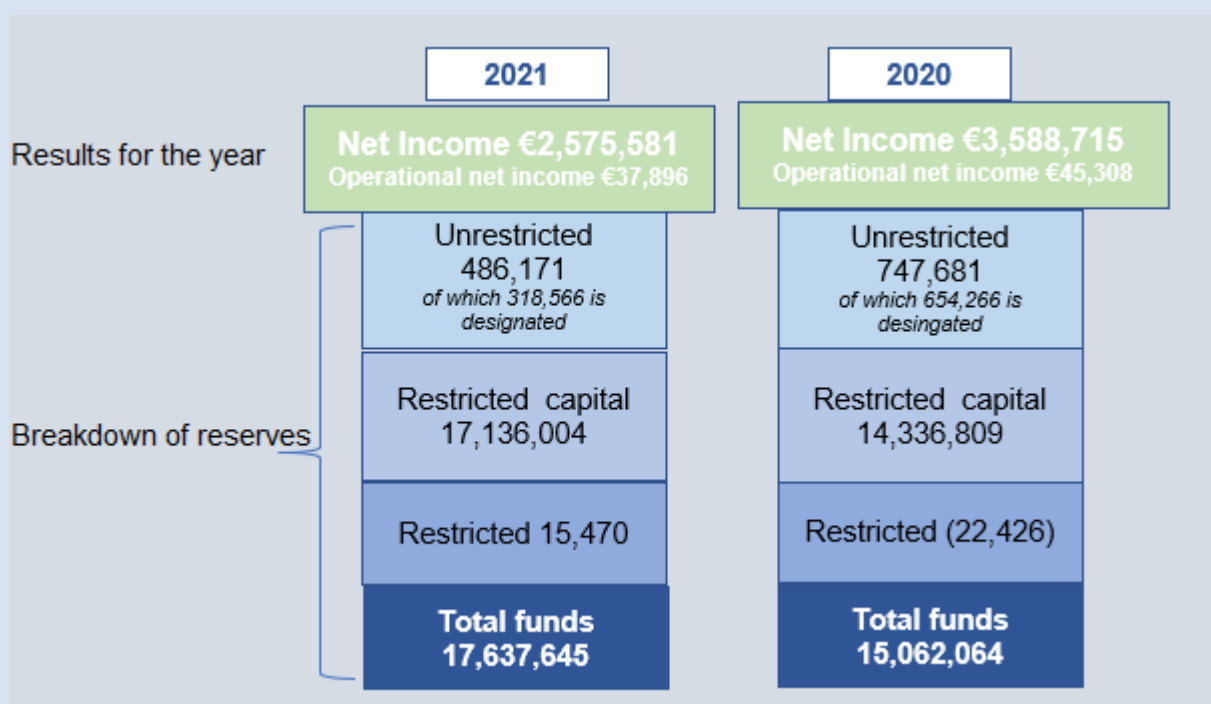 2021
2020
Results for the year
Net Income €2,575,581
Operational net income €37,896
Net Income €3,588,715
Operational net income €45,308
Breakdown of reserves
Unrestricted
486,171
of which 318,566 is
designated
Restricted capital
17,136,004
Restricted 15,470
Total funds
17,637,645
Unrestricted
747,681
of which 654,266 is
desingated
Restricted capital
14,336,809
Restricted (22,426)
Total funds
15,062,064